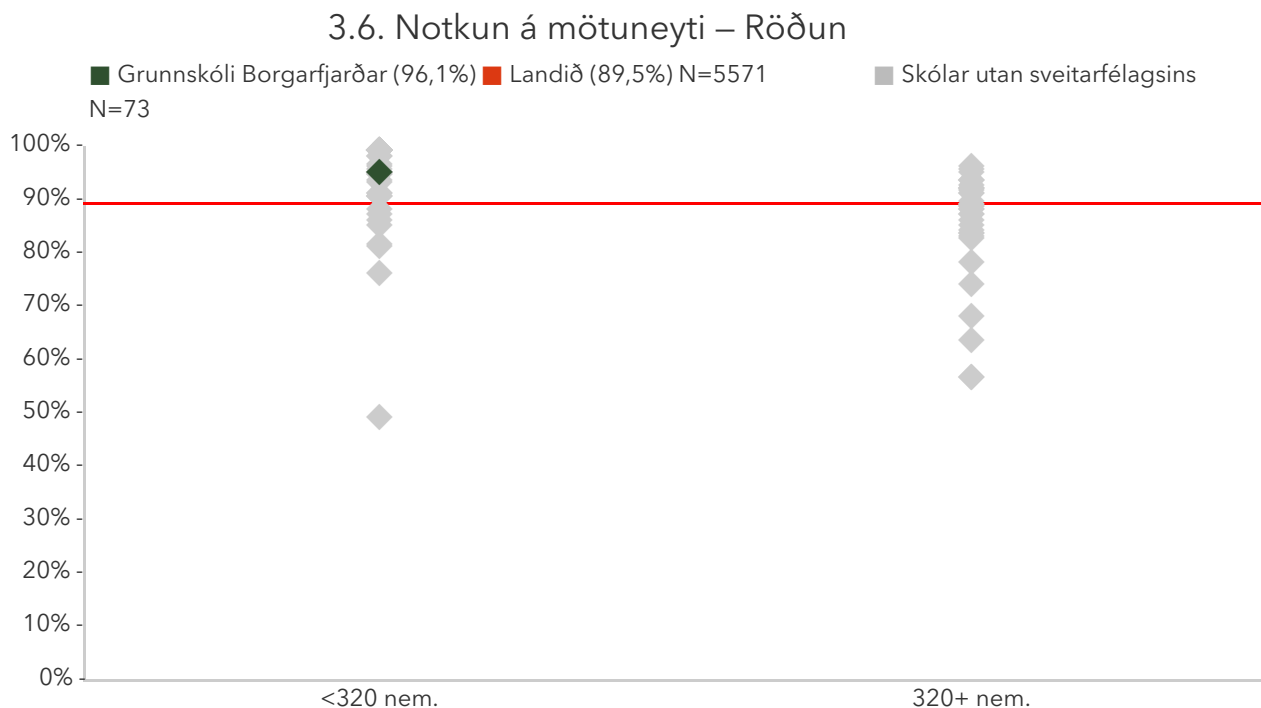 3.6. Notkun á mötuneyti – Röðun
Grunnskóli Borgarfjarðar (96,1%) Landið (89,5%) N=5571 Skólar utan sveitarfélagsins
N=73
100%
90%
80%
70%
60%
50%
40%
30%
20%
10%
0%
<320 nem. 320+ nem.